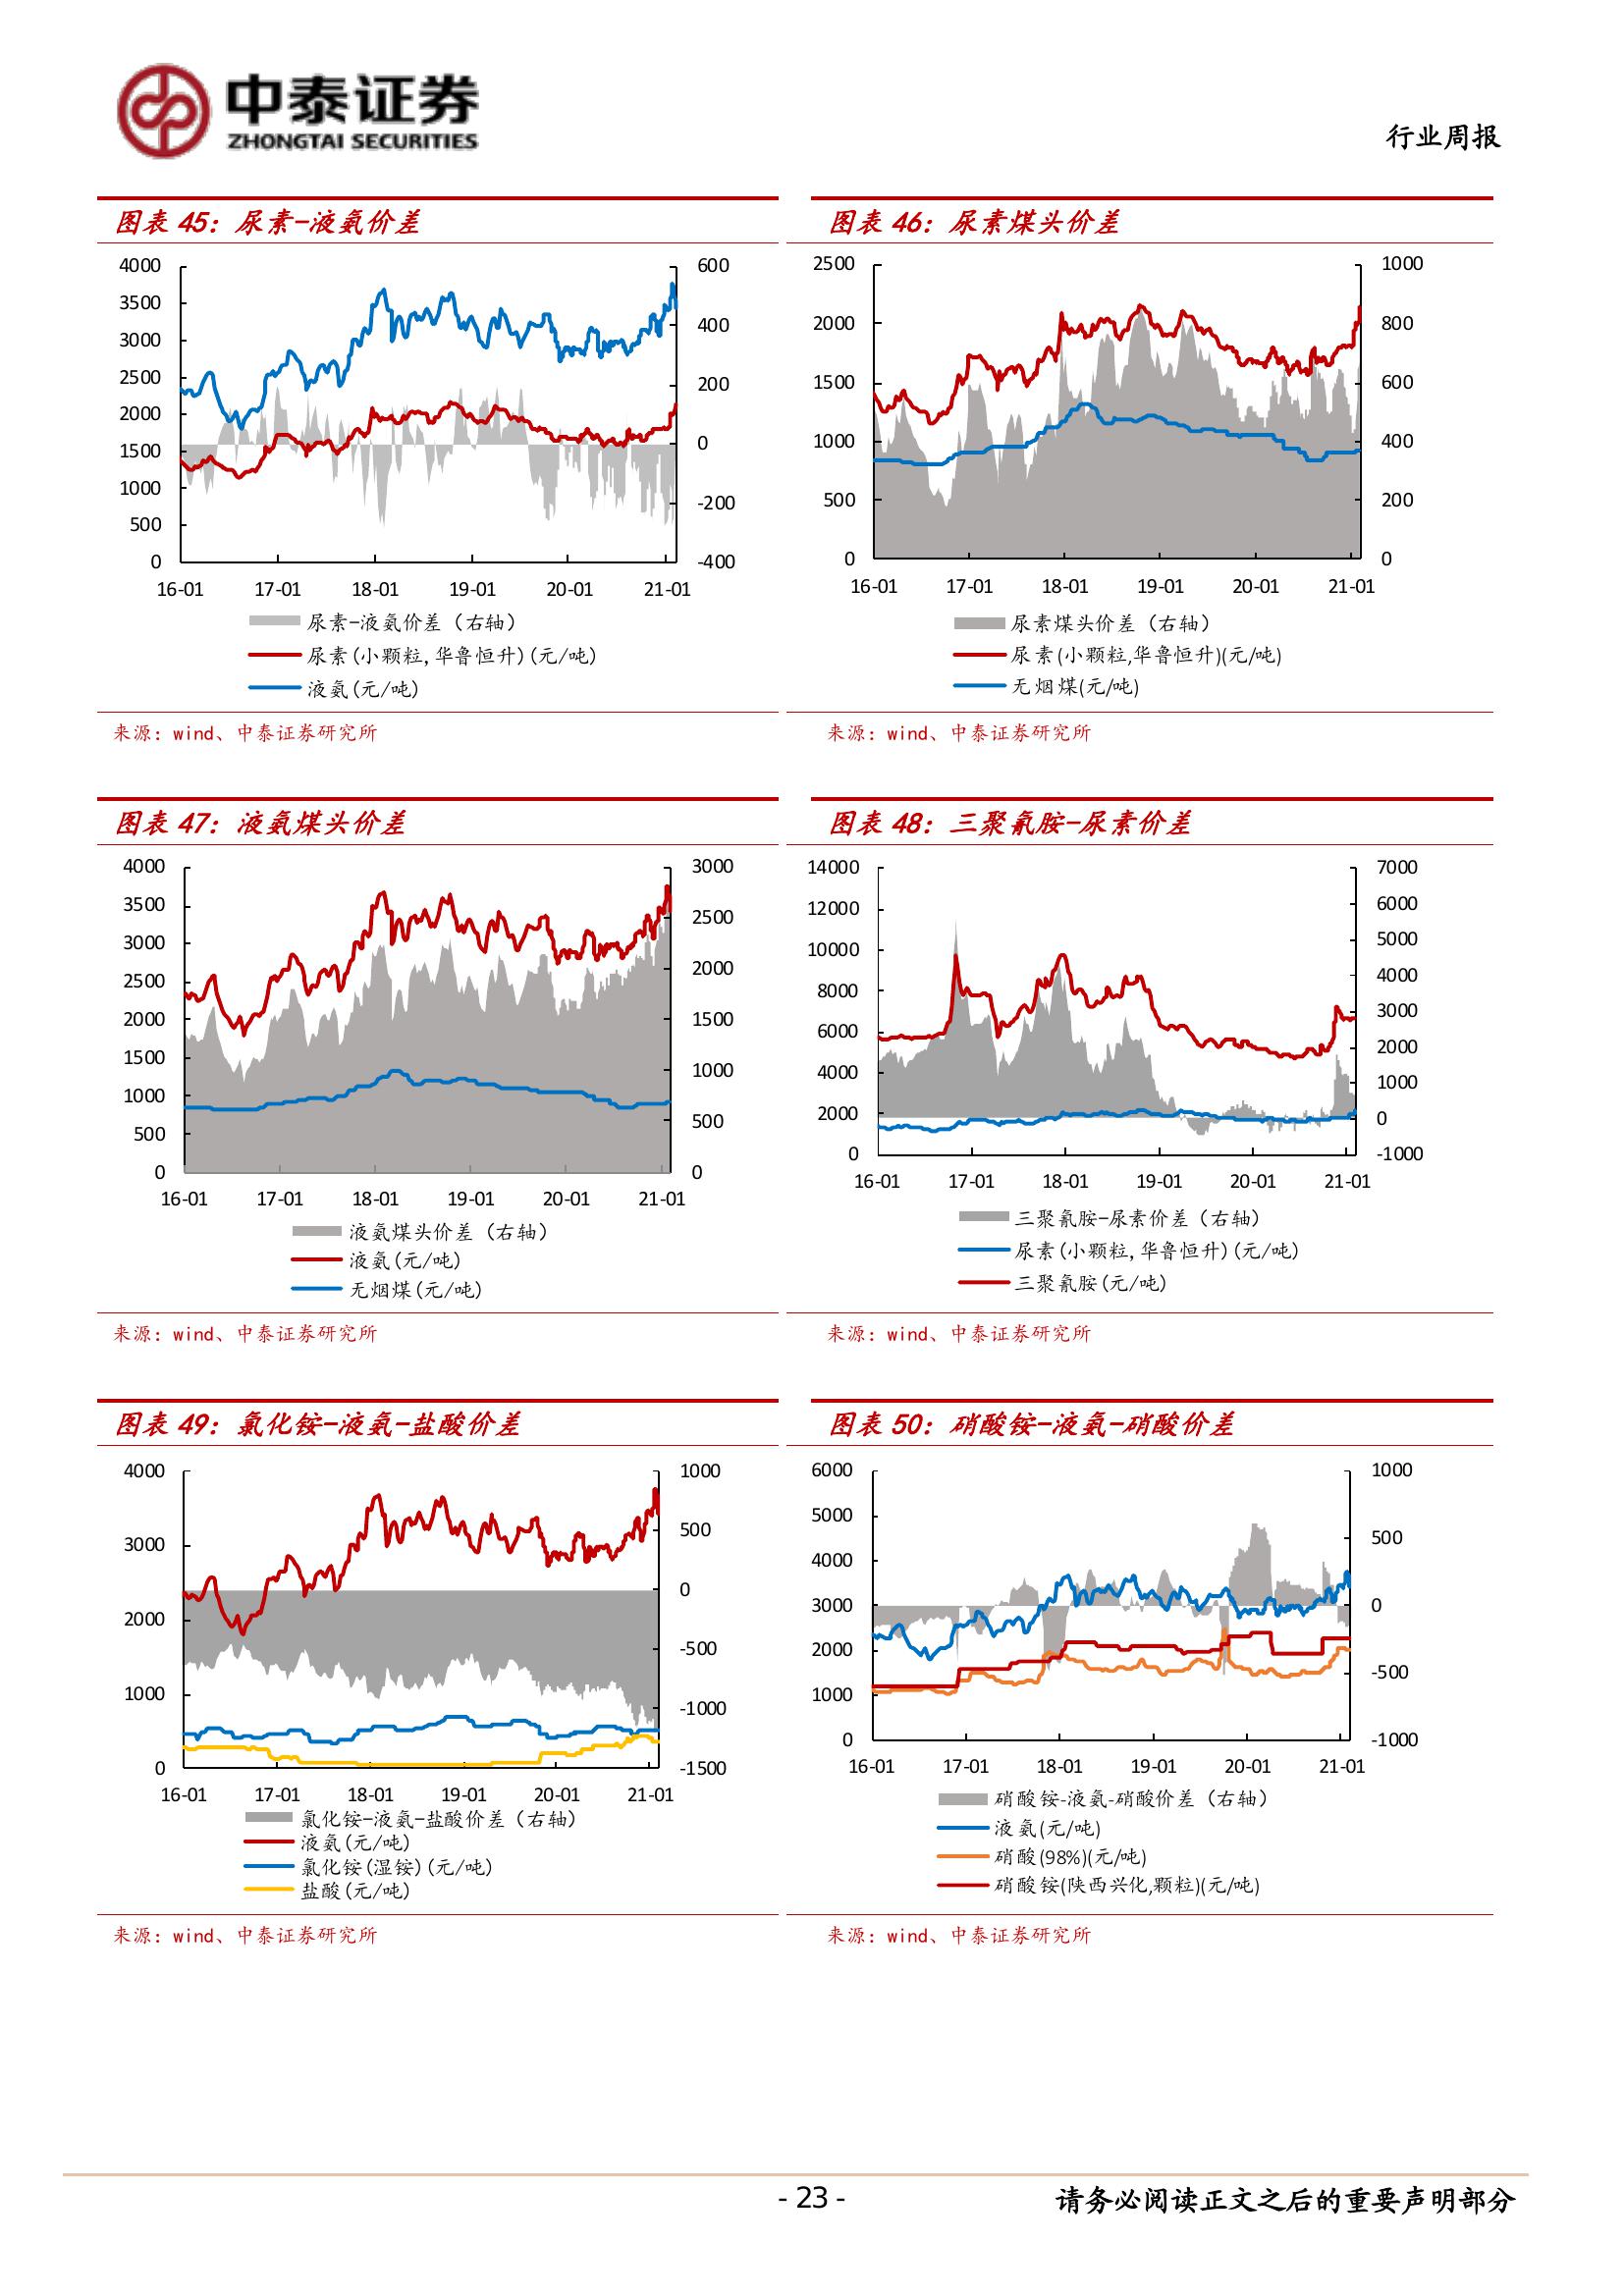 中泰证券
ZHONGTAI SECURITIES
行业周报
图表 45：尿素-液氨价差
4000
3500
3000
2500
2000
1500
1000
500
0
600
400
200
0
-200
-400
16-01 17-01 18-01 19-01 20-01 21-01
尿素-液氨价差（右轴）
尿素(小颗粒,华鲁恒升)(元/吨)
液氨(元/吨)
来源：wind、中泰证券研究所
图表 46：尿素煤头价差
2500
2000
1500
1000
500
0
1000
800
600
400
200
0
16-01 17-01 18-01 19-01 20-01 21-01
尿素煤头价差（右轴）
尿素(小颗粒,华鲁恒升)(元/吨)
无烟煤(元/吨)
来源：wind、中泰证券研究所
图表 47：液氨煤头价差
4000
3500
3000
2500
2000
1500
1000
500
0
3000
2500
2000
1500
1000
500
0
16-01 17-01 18-01 19-01 20-01 21-01
液氨煤头价差（右轴）
液氨(元/吨)
无烟煤(元/吨)
来源：wind、中泰证券研究所
图表 48：三聚氰胺-尿素价差
14000
12000
10000
8000
6000
4000
2000
0
7000
6000
5000
4000
3000
2000
1000
0
-1000
16-01 17-01 18-01 19-01 20-01 21-01
三聚氰胺-尿素价差（右轴）
尿素(小颗粒,华鲁恒升)(元/吨)
三聚氰胺(元/吨)
来源：wind、中泰证券研究所
图表 49：氯化铵-液氨-盐酸价差
4000
3000
2000
1000
0
1000
500
0
-500
-1000
-1500
16-01 17-01 18-01 19-01 20-01 21-01
氯化铵-液氨-盐酸价差（右轴）
液氨(元/吨)
氯化铵(湿铵)(元/吨)
盐酸(元/吨)
来源：wind、中泰证券研究所
图表 50：硝酸铵-液氨-硝酸价差
6000
5000
4000
3000
2000
1000
0
1000
500
0
-500
-1000
16-01 17-01 18-01 19-01 20-01 21-01
硝酸铵-液氨-硝酸价差（右轴）
液氨(元/吨)
硝酸(98%)(元/吨)
硝酸铵(陕西兴化,颗粒)(元/吨)
来源：wind、中泰证券研究所
- 23 -
请务必阅读正文之后的重要声明部分